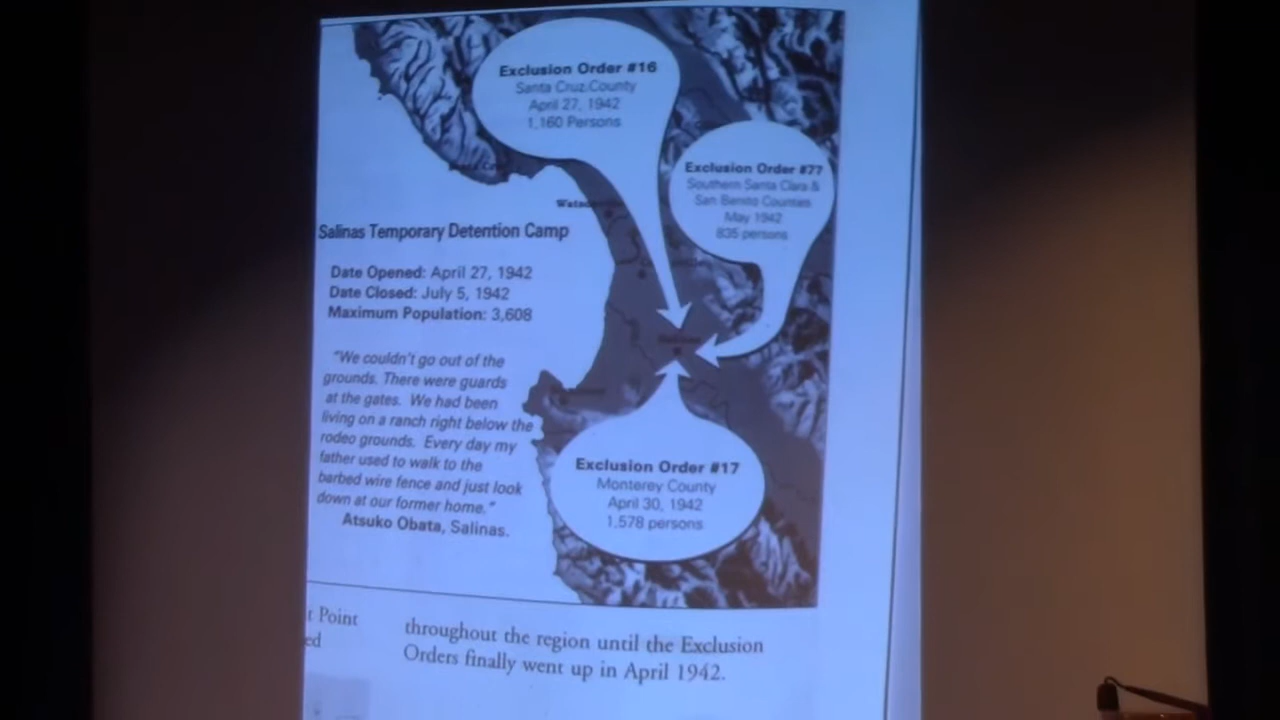 Exclusion Order #16
Santa Cruz County
April 27, 1942
1,160 Persons
Exclusion Order #77
Southern Santa Clara &
San Benito Counties
May 1942
835 persons
Salinas Temporary Detention Camp
Date Opened: April 27, 1942
Date Closed: July 5, 1942
Maximum Population: 3,608
"We couldn't go out of the
grounds. There were guards
at the gates. We had been
living on a ranch right below the
rodeo grounds. Every day my
father used to walk to the
barbed wire fence and just look
down at our former home."
Atsuko Obata, Salinas.
Exclusion Order #17
Monterey County
April 30, 1942
1,578 persons
t Point
ed
throughout the region until the Exclusion
Orders finally went up in April 1942.